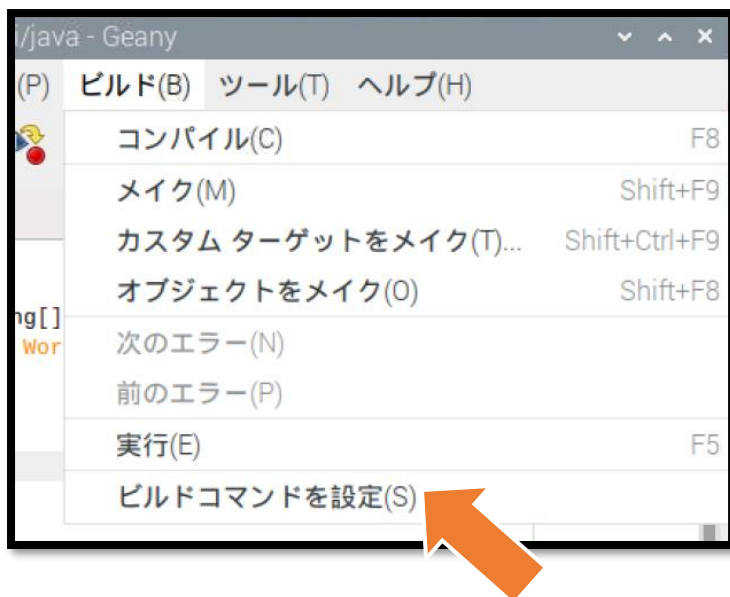 i/java - Geany
(P) ビルド(B) ツール(T) ヘルプ(H)
コンパイル(C) F8
メイク(M) Shift+F9
カスタム ターゲットをメイク(T)... Shift+Ctrl+F9
オブジェクトをメイク(O) Shift+F8
ng[]
次のエラー(N)
Wor
前のエラー(P)
実行(E) F5
ビルドコマンドを設定(S)